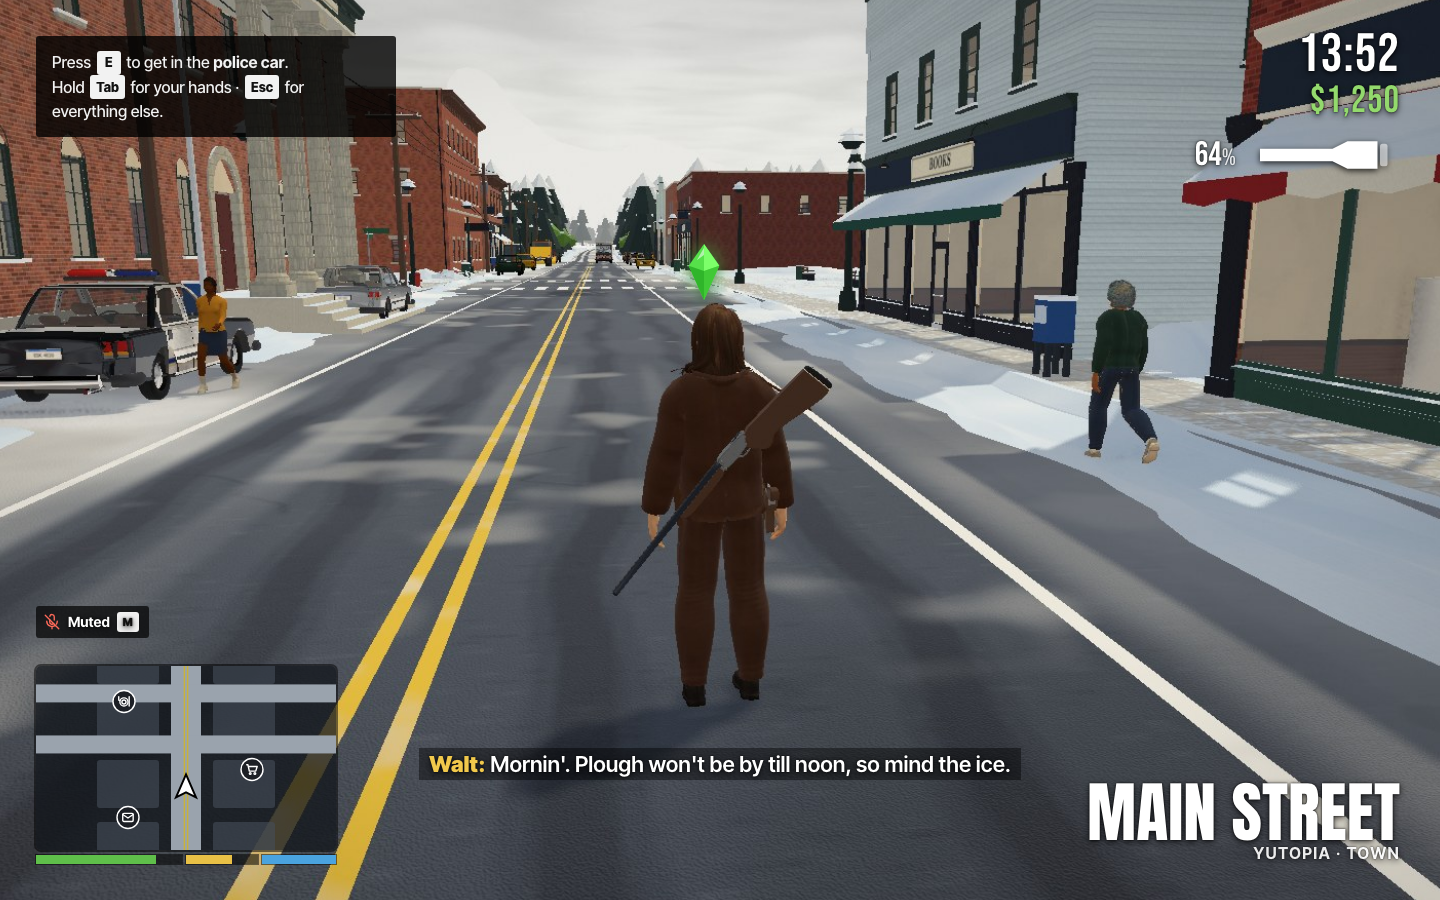 Press E to get in the police car.
Hold Tab for your hands · Esc for
everything else.
13:52
$1,250
64%
BOOKS
Muted M
Walt: Mornin'. Plough won't be by till noon, so mind the ice.
MAIN STREET
YUTOPIA · TOWN